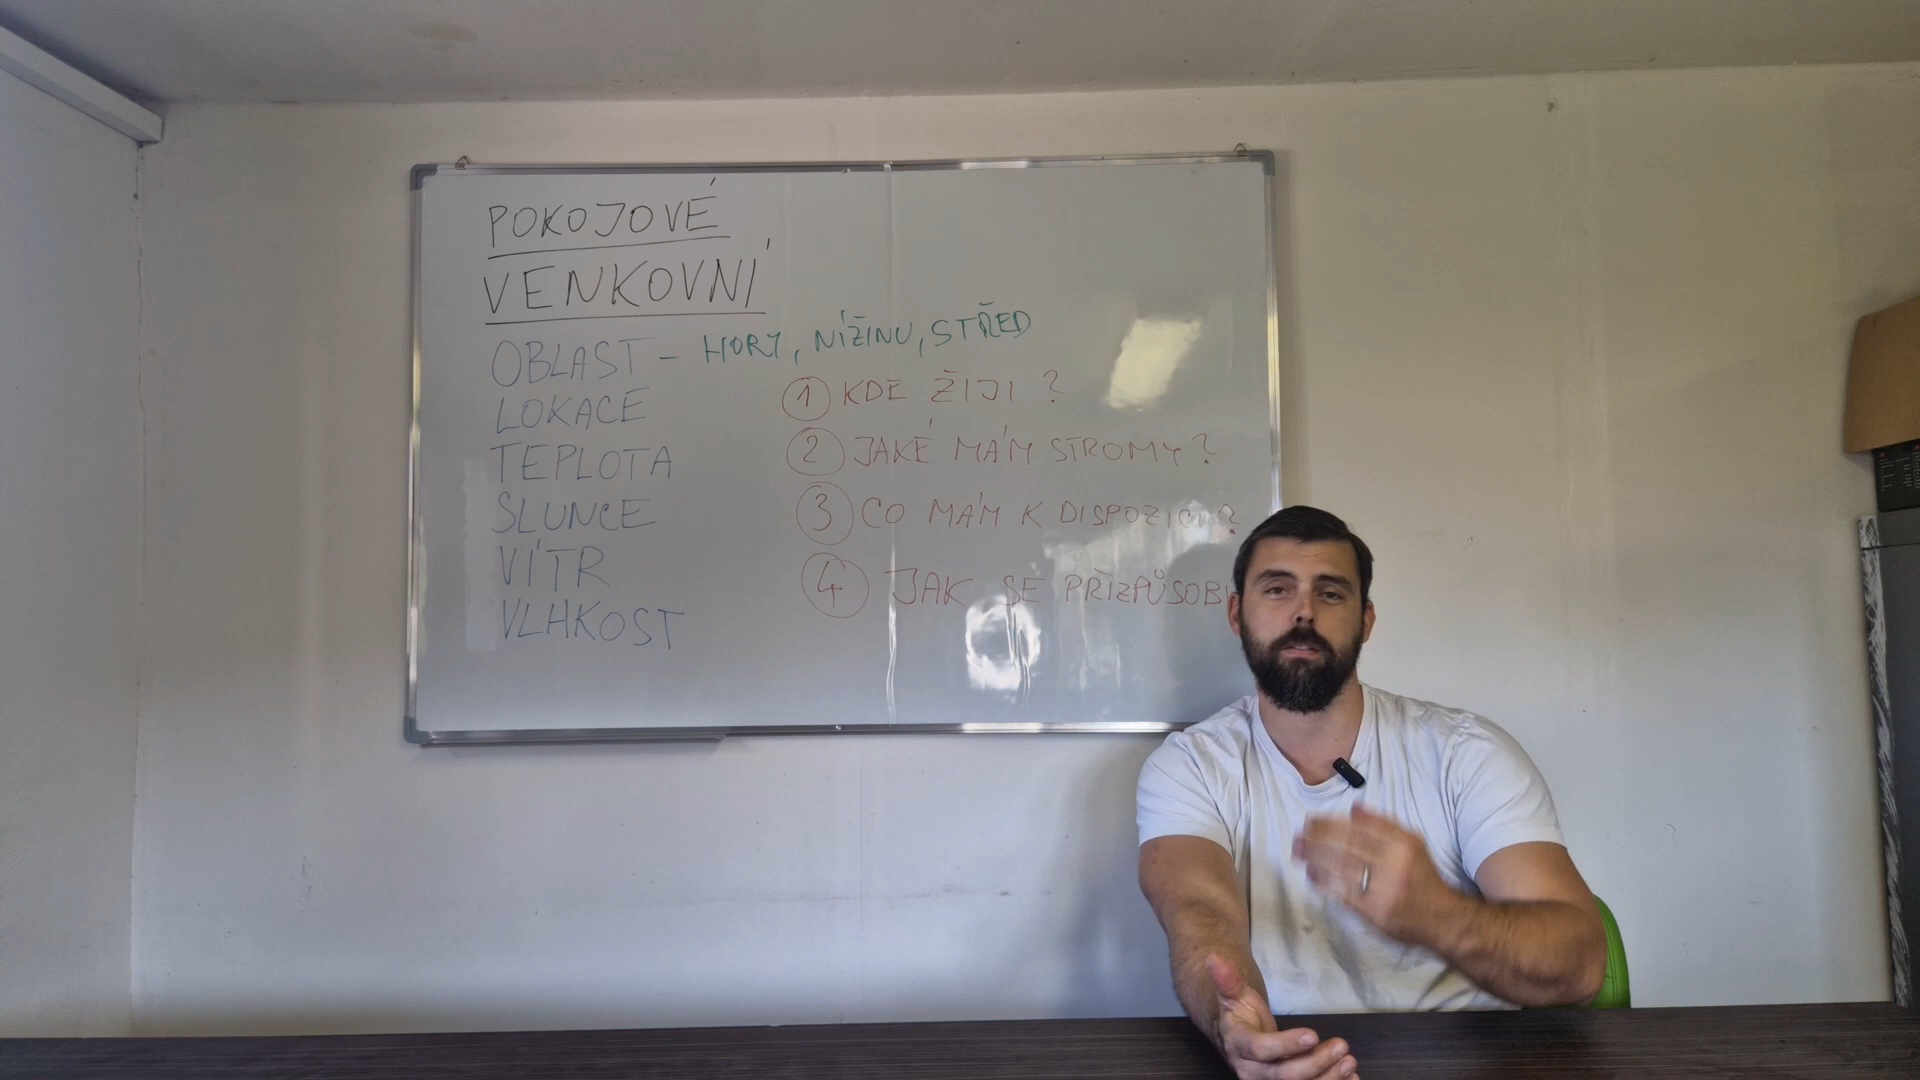 POKOJOVÉ
VENKOVNÍ
OBLAST - HORY, NÍŽINU, STŘED
LOKACE
TEPLOTA
SLUNCE
VÍTR
VLHKOST
1 KDE ŽIJI ?
2 JAKÉ MÁM STROMY ?
3 CO MÁM K DISPOZICI ?
4 JAK SE PŘIZPŮSOBI